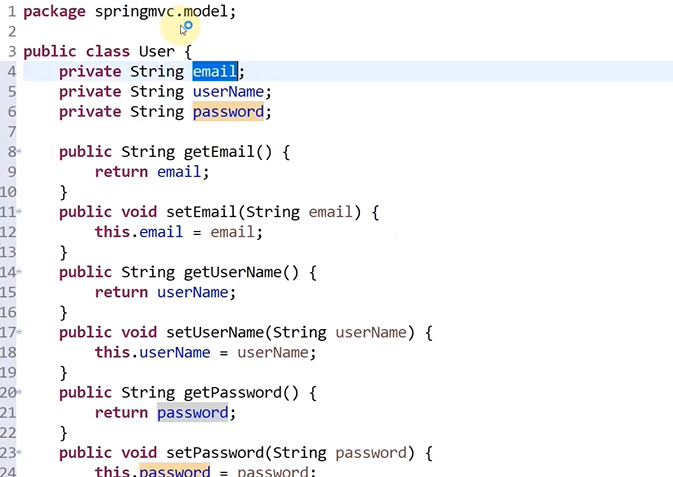 1 package springmvc.model;
2
3 public class User {
4 private String email;
5 private String userName;
6 private String password;
7
8 public String getEmail() {
9 return email;
10 }
11 public void setEmail(String email) {
12 this.email = email;
13 }
14 public String getUserName() {
15 return userName;
16 }
17 public void setUserName(String userName) {
18 this.userName = userName;
19 }
20 public String getPassword() {
21 return password;
22 }
23 public void setPassword(String password) {
24 this.password = password;